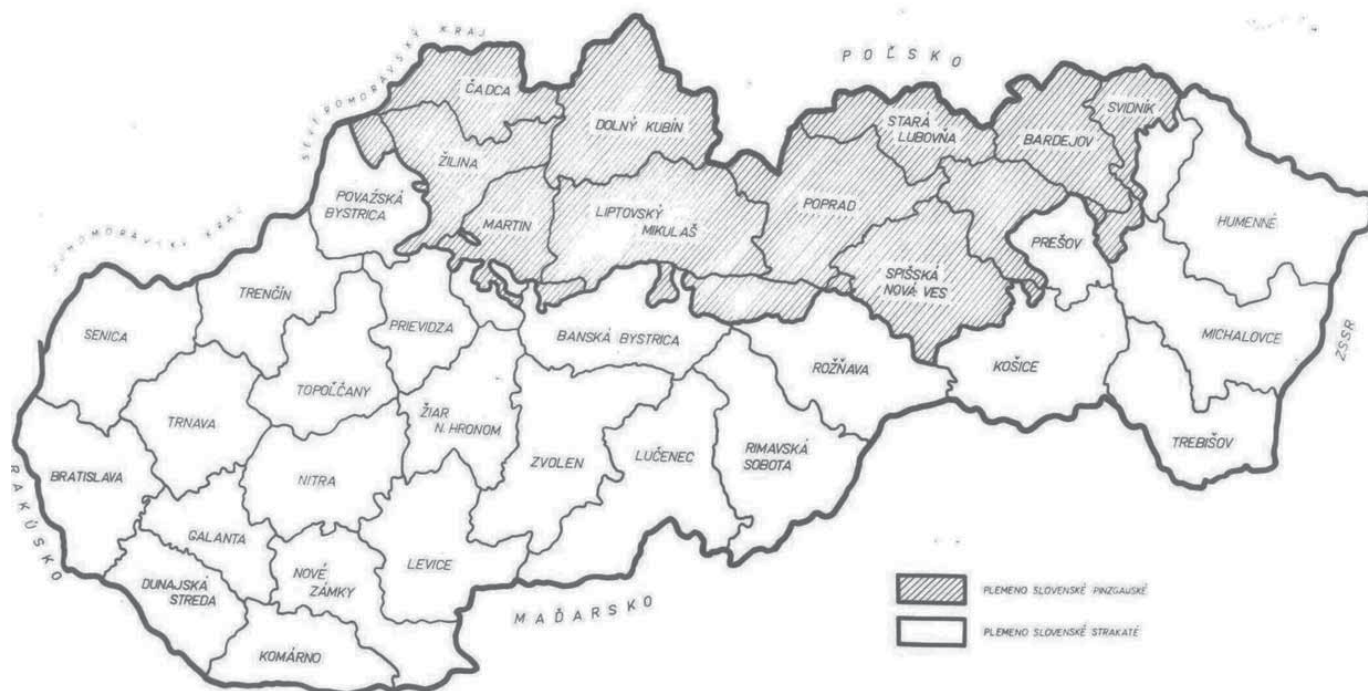 SEVEROMORAVSKÝ KRAJ
POĽSKO
ČADCA
DOLNÝ KUBÍN
STARÁ
ĽUBOVŇA
SVIDNÍK
BARDEJOV
ŽILINA
POVAŽSKÁ
BYSTRICA
MARTIN
LIPTOVSKÝ
MIKULÁŠ
POPRAD
HUMENNÉ
PREŠOV
JUHOMORAVSKÝ KRAJ
TRENČÍN
SPIŠSKÁ
NOVÁ VES
SENICA
PRIEVIDZA
BANSKÁ BYSTRICA
MICHALOVCE
ZSSR
ROŽŇAVA
KOŠICE
TOPOĽČANY
TRNAVA
ŽIAR
N. HRONOM
TREBIŠOV
ZVOLEN
LUČENEC
RIMAVSKÁ
SOBOTA
BRATISLAVA
NITRA
RAKÚSKO
GALANTA
LEVICE
DUNAJSKÁ
STREDA
NOVÉ
ZÁMKY
MAĎARSKO
KOMÁRNO
PLEMENO SLOVENSKÉ PINZGAUSKÉ
PLEMENO SLOVENSKÉ STRAKATÉ